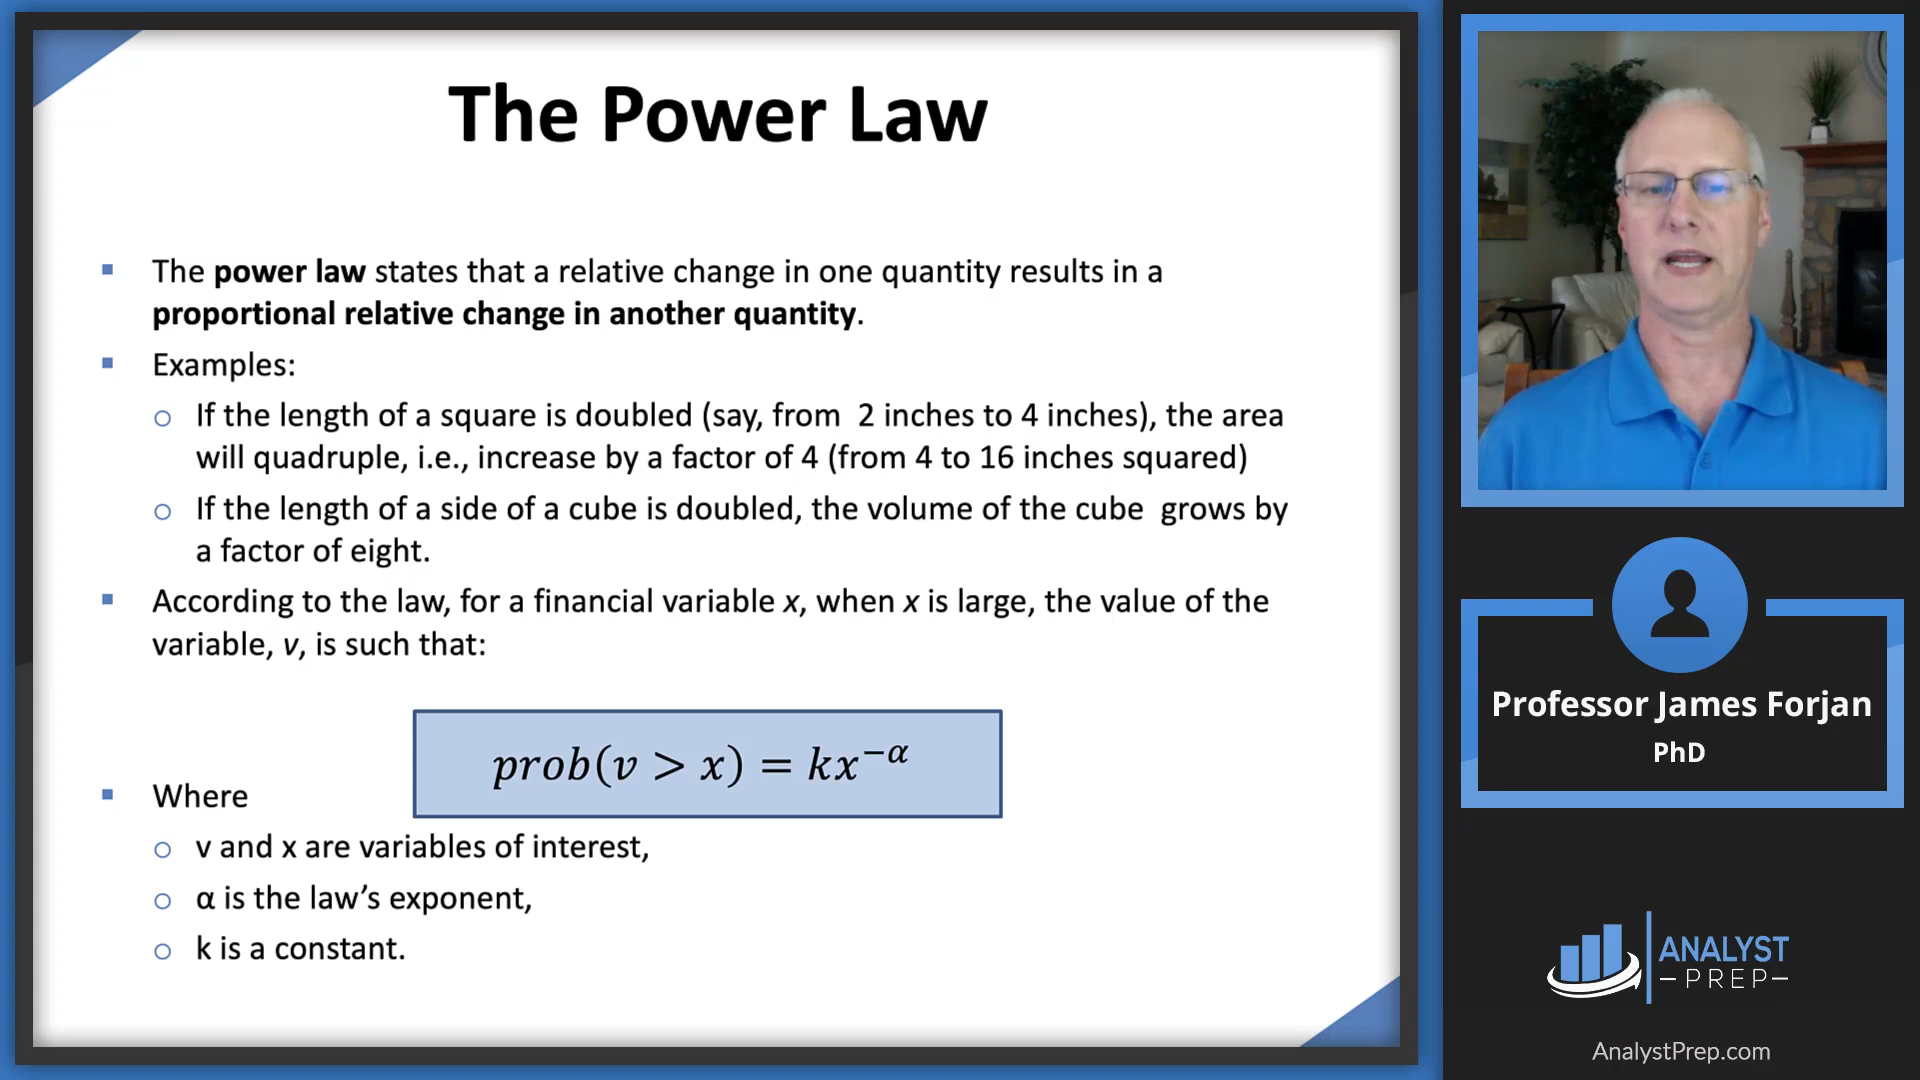 The Power Law
▪ The power law states that a relative change in one quantity results in a
proportional relative change in another quantity.
▪ Examples:
o If the length of a square is doubled (say, from  2 inches to 4 inches), the area
will quadruple, i.e., increase by a factor of 4 (from 4 to 16 inches squared)
o If the length of a side of a cube is doubled, the volume of the cube  grows by
a factor of eight.
▪ According to the law, for a financial variable x, when x is large, the value of the
variable, v, is such that:
prob(v > x) = kx^{−α}
▪ Where
o v and x are variables of interest,
o α is the law’s exponent,
o k is a constant.
Professor James Forjan
PhD
ANALYST
PREP
AnalystPrep.com